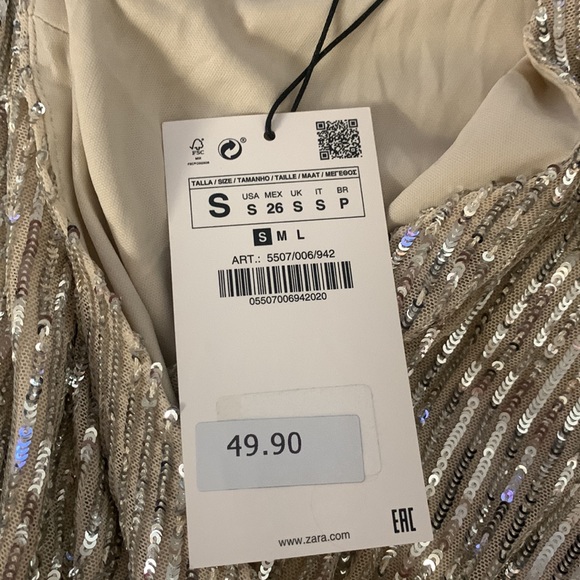 FSC
MIX
TALLA / SIZE / TAMANHO / TAILLE / MAAT / ΜΕΓΕΘΟΣ
S USA S MEX 26 UK S IT S BR P
S M L
ART.: 5507/006/942
05507006942020
49.90
www.zara.com
EAC